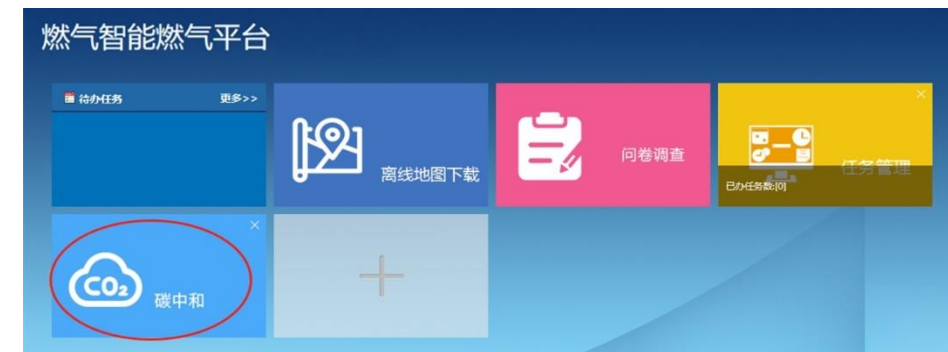 燃气智能燃气平台
待办任务 更多>>
离线地图下载
问卷调查
任务管理
已办任务数:[0]
CO₂
碳中和